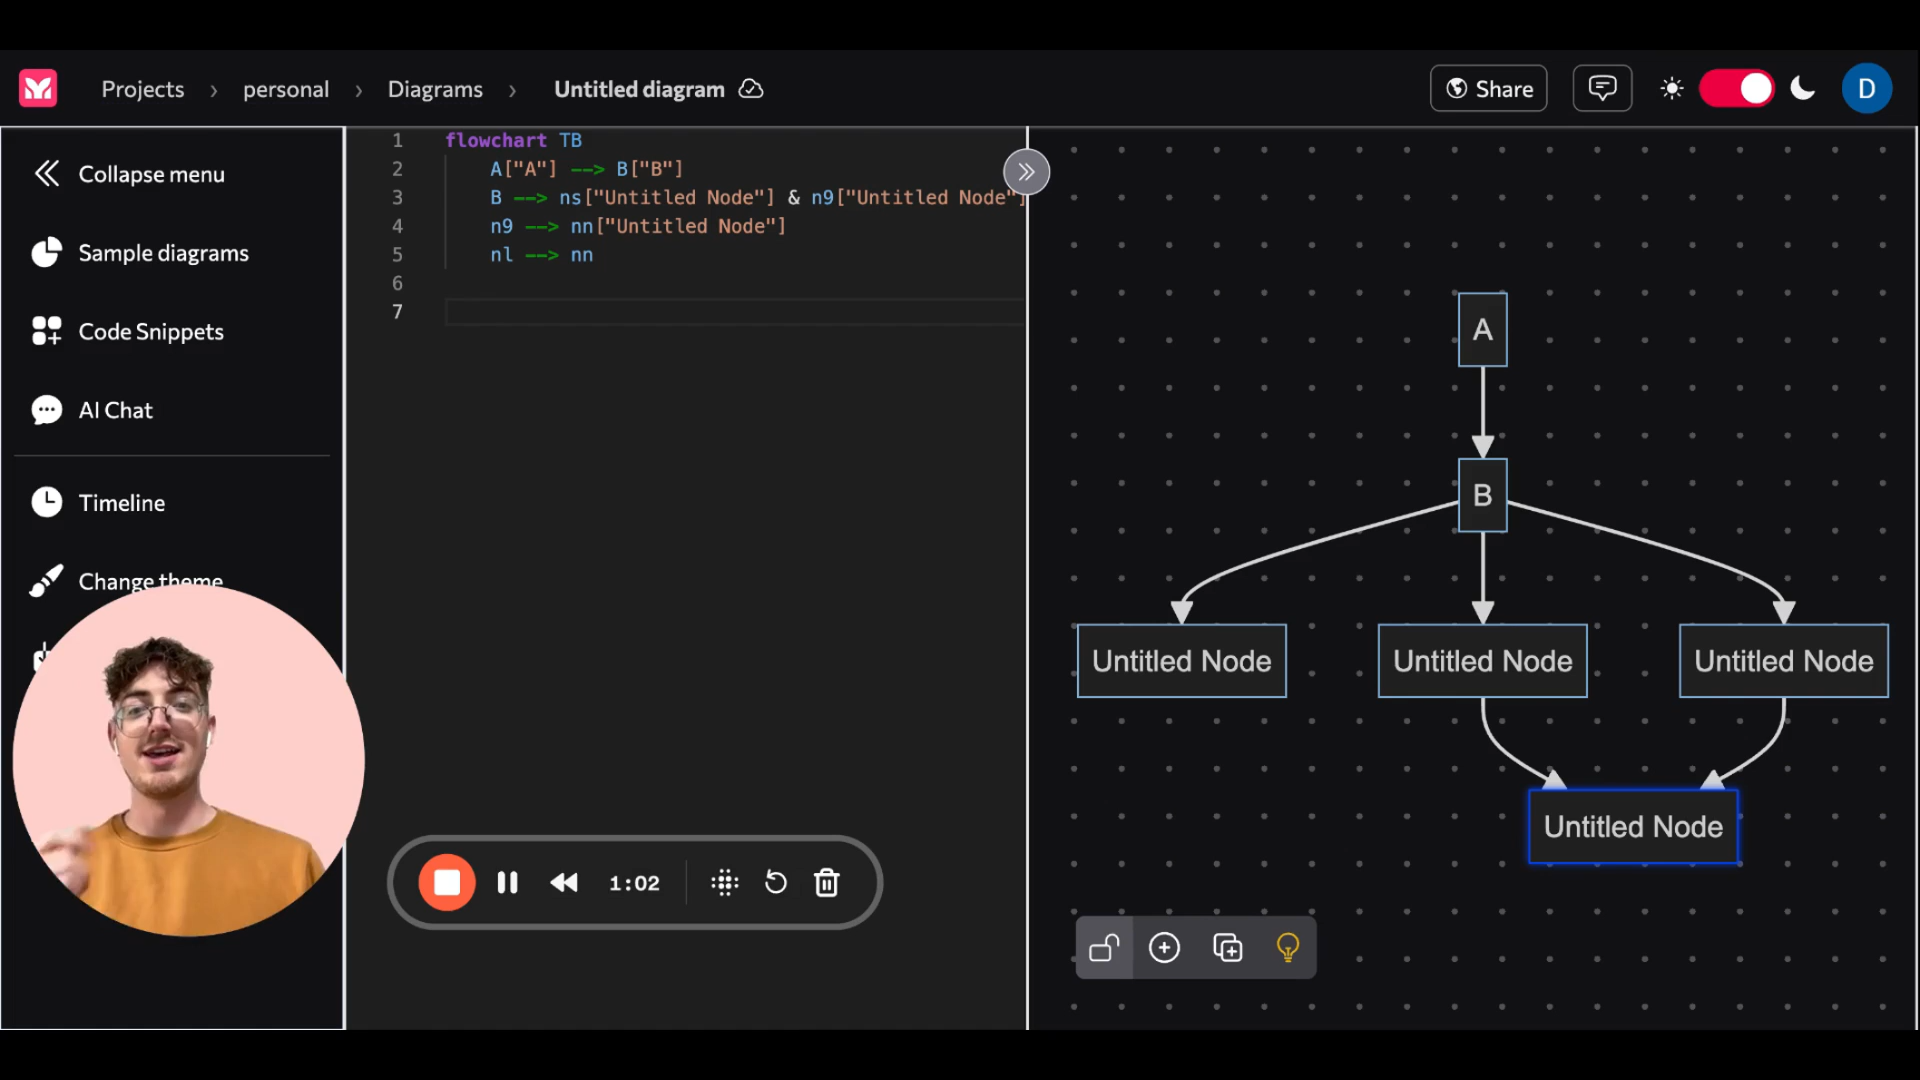 Projects › personal › Diagrams › Untitled diagram
Share
D
Collapse menu
Sample diagrams
Code Snippets
AI Chat
Timeline
Change theme
1 flowchart TB
2 A["A"] --> B["B"]
3 B --> ns["Untitled Node"] & n9["Untitled Node"]
4 n9 --> nn["Untitled Node"]
5 nl --> nn
6
7
1:02
A
B
Untitled Node
Untitled Node
Untitled Node
Untitled Node